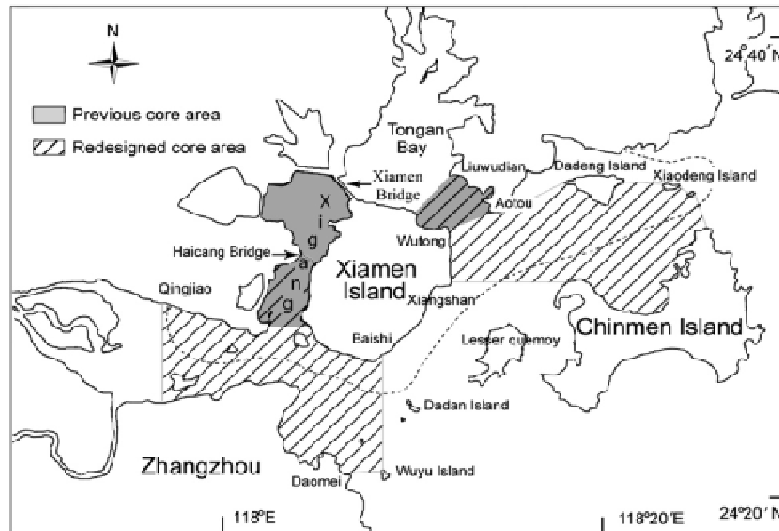 N
24°40´N
Previous core area
Redesigned core area
Tongan
Bay
Liuwudian
Dadeng Island
Xiaodeng Island
Xiamen
Bridge
Aotou
X
i
g
a
n
g
Wutong
Haicang Bridge
Xiamen
Island
Qingjiao
Xiangshan
Baishi
Lesser quemoy
Chinmen Island
Dadan Island
Zhangzhou
Daomei
Wuyu Island
118°E
118°20´E
24°20´N